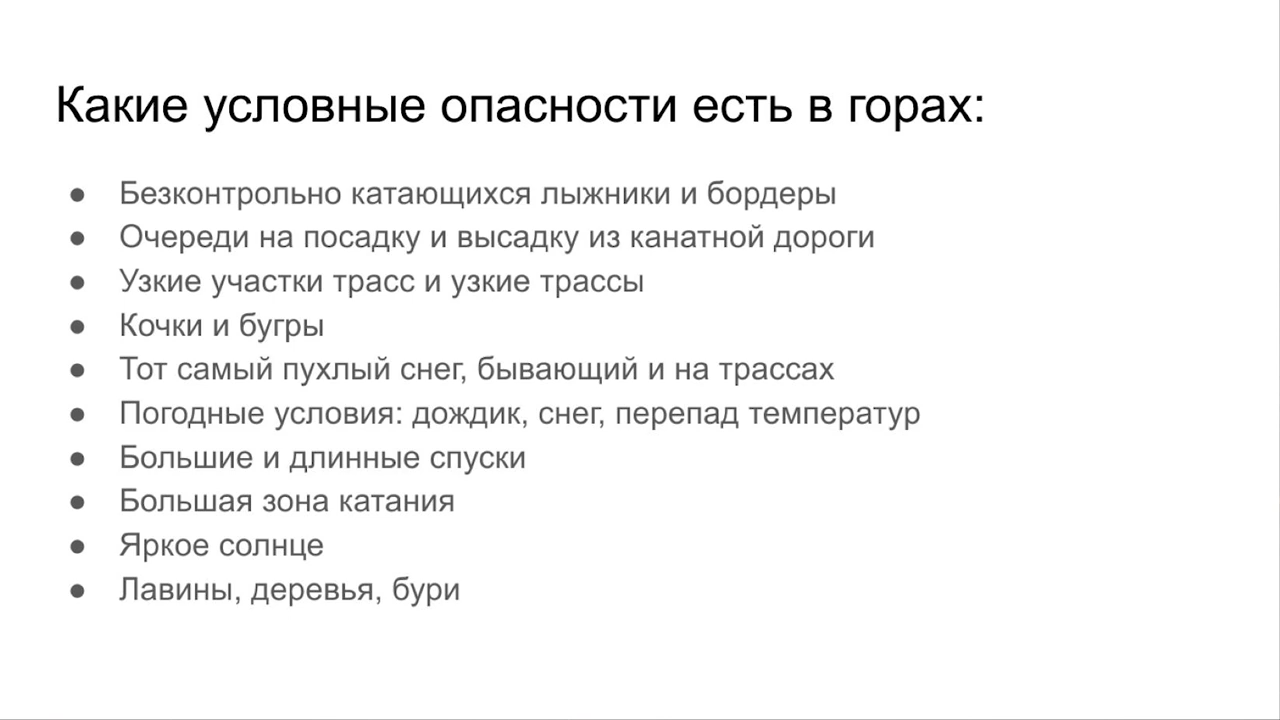 Какие условные опасности есть в горах:
● Безконтрольно катающихся лыжники и бордеры
● Очереди на посадку и высадку из канатной дороги
● Узкие участки трасс и узкие трассы
● Кочки и бугры
● Тот самый пухлый снег, бывающий и на трассах
● Погодные условия: дождик, снег, перепад температур
● Большие и длинные спуски
● Большая зона катания
● Яркое солнце
● Лавины, деревья, бури